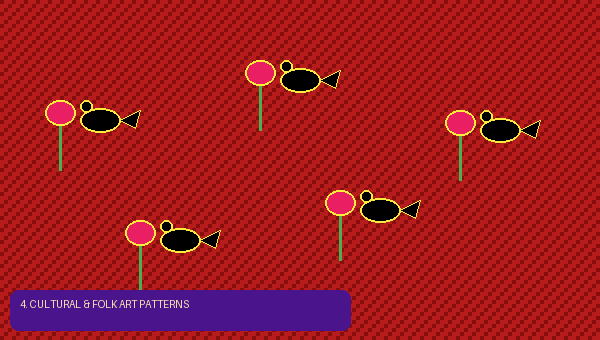 4. CULTURAL & FOLK ART PATTERNS